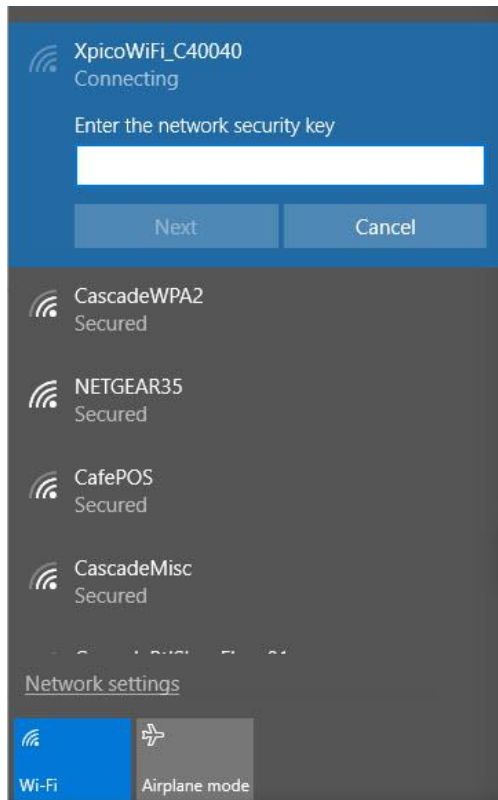 XpicoWiFi_C40040
Connecting
Enter the network security key
Next
Cancel
CascadeWPA2
Secured
NETGEAR35
Secured
CafePOS
Secured
CascadeMisc
Secured
Network settings
Wi-Fi
Airplane mode